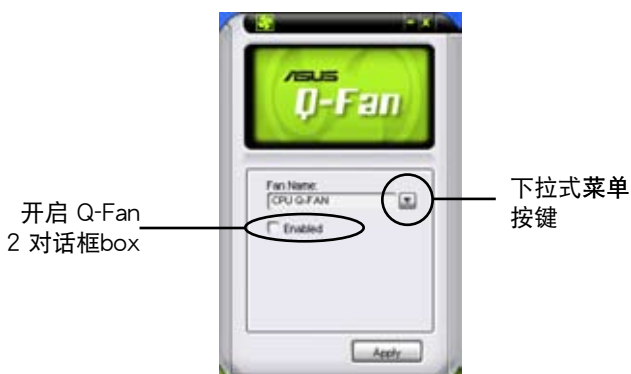 ASUS
Q-Fan
Fan Name:
CPU Q-FAN
Enabled
Apply
开启 Q-Fan
2 对话框box
下拉式菜单
按键